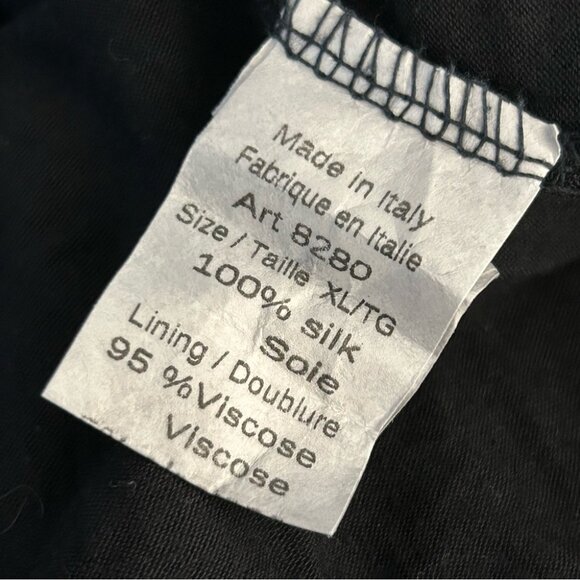 Made in Italy
Fabrique en Italie
Art 8280
Size / Taille XL/TG
100% silk
Soie
Lining / Doublure
95 %Viscose
Viscose